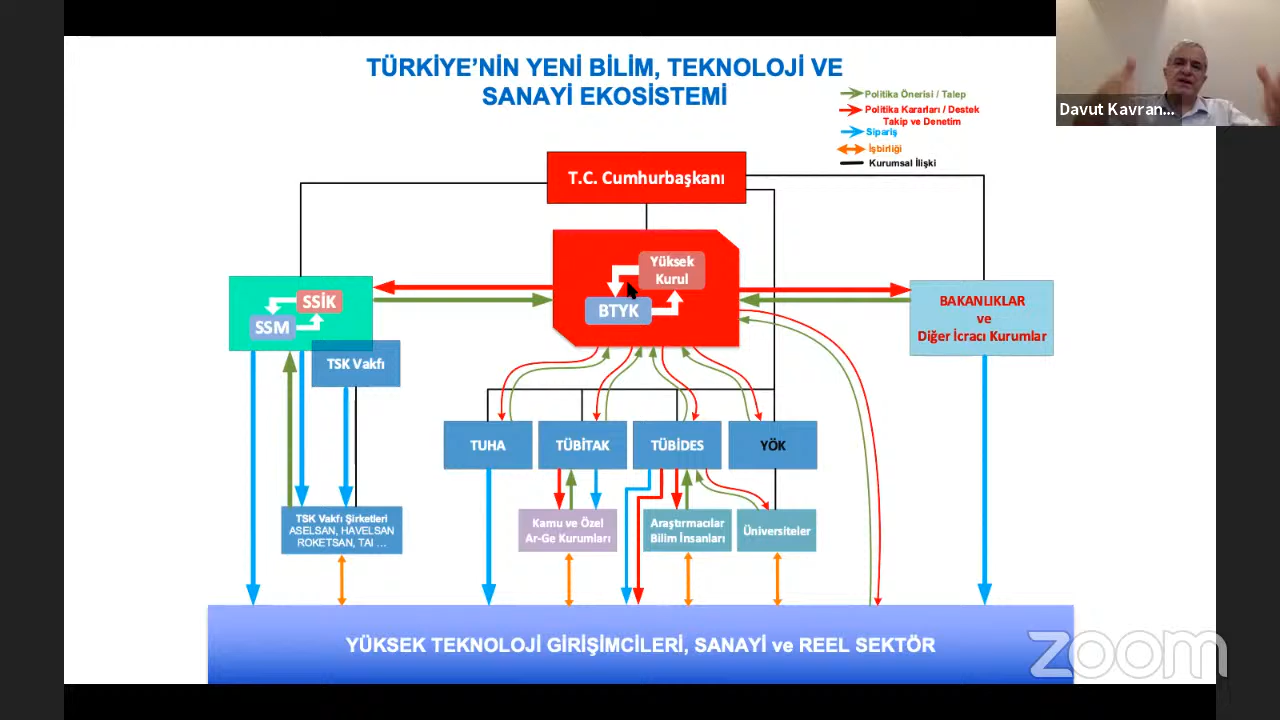 TÜRKİYE'NİN YENİ BİLİM, TEKNOLOJİ VE
SANAYİ EKOSİSTEMİ
Politika Önerisi / Talep
Politika Kararları / Destek
Takip ve Denetim
Sipariş
İşbirliği
Kurumsal İlişki
Davut Kavran...
T.C. Cumhurbaşkanı
Yüksek
Kurul
BTYK
SSİK
SSM
TSK Vakfı
BAKANLIKLAR
ve
Diğer İcracı Kurumlar
TUHA
TÜBİTAK
TÜBİDES
YÖK
TSK Vakfı Şirketleri
ASELSAN, HAVELSAN
ROKETSAN, TAI ...
Kamu ve Özel
Ar-Ge Kurumları
Araştırmacılar
Bilim İnsanları
Üniversiteler
YÜKSEK TEKNOLOJİ GİRİŞİMCİLERİ, SANAYİ ve REEL SEKTÖR
zoom